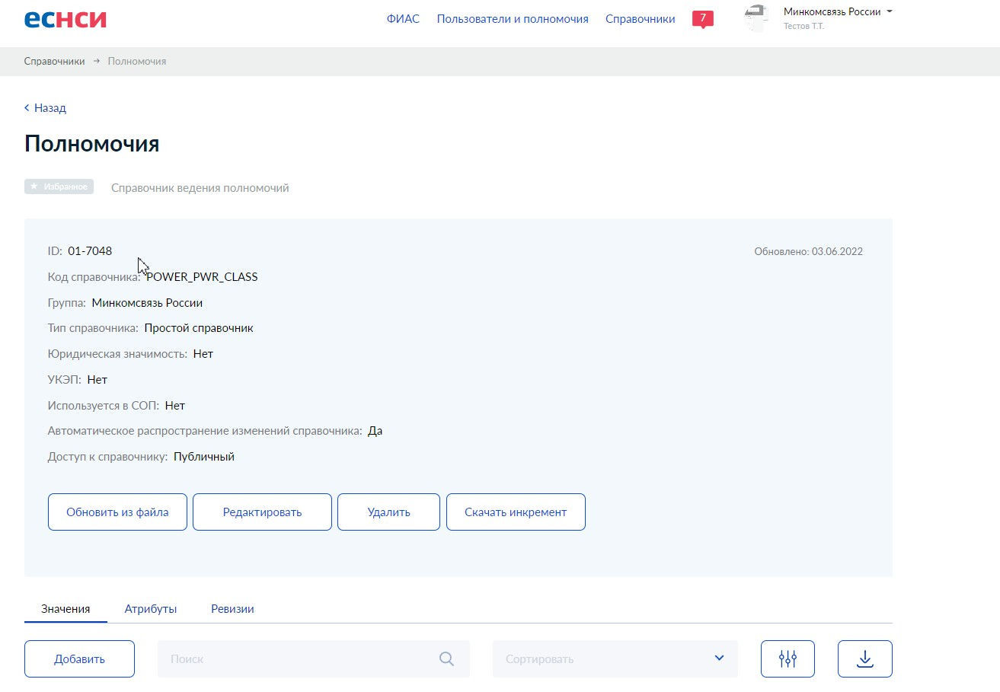 еснси
ФИАС Пользователи и полномочия Справочники 7 Минкомсвязь России
Тестов Т.Т.
Справочники → Полномочия
Назад
Полномочия
Избранное Справочник ведения полномочий
ID: 01-7048 Обновлено: 03.06.2022
Код справочника: POWER_PWR_CLASS
Группа: Минкомсвязь России
Тип справочника: Простой справочник
Юридическая значимость: Нет
УКЭП: Нет
Используется в СОП: Нет
Автоматическое распространение изменений справочника: Да
Доступ к справочнику: Публичный
Обновить из файла Редактировать Удалить Скачать инкремент
Значения Атрибуты Ревизии
Добавить Поиск Сортировать